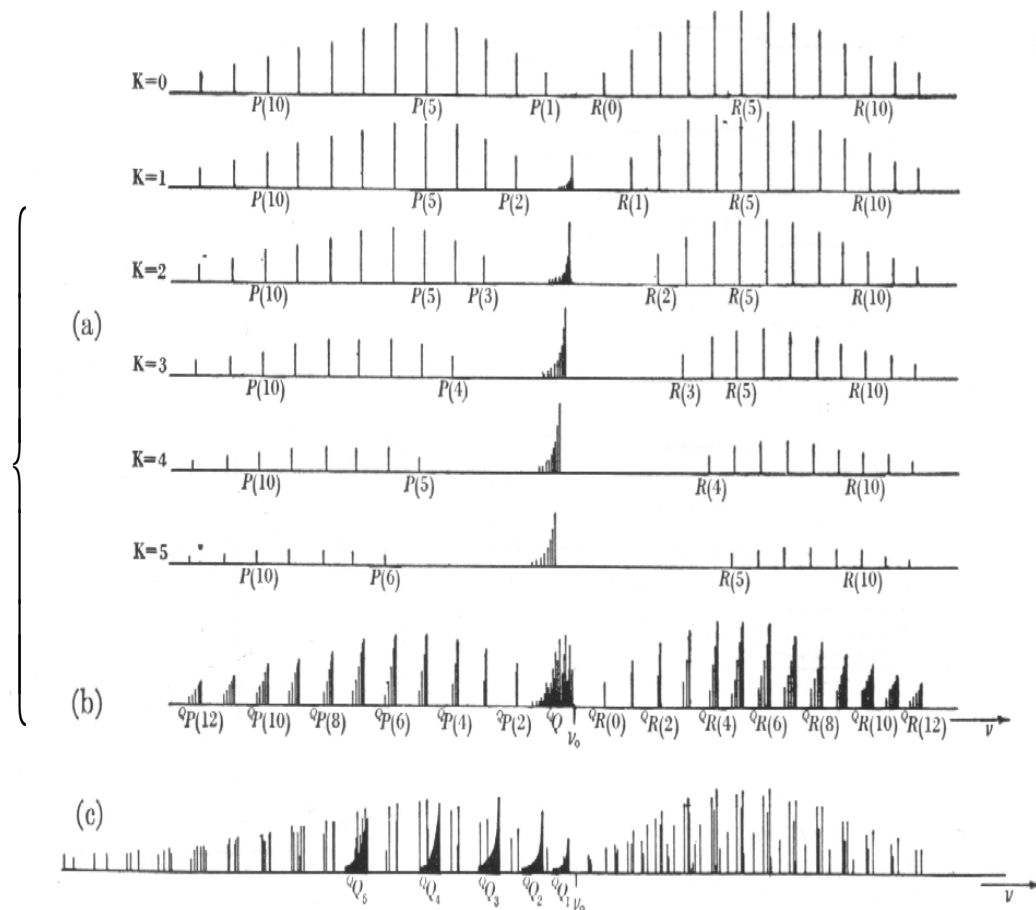 K=0
P(10) P(5) P(1) R(0) R(5) R(10)
K=1
P(10) P(5) P(2) R(1) R(5) R(10)
K=2
P(10) P(5) P(3) R(2) R(5) R(10)
(a)
K=3
P(10) P(4) R(3) R(5) R(10)
K=4
P(10) P(5) R(4) R(10)
K=5
P(10) P(6) R(5) R(10)
(b)
QP(12) QP(10) QP(8) QP(6) QP(4) QP(2) QQ ν₀ QR(0) QR(2) QR(4) QR(6) QR(8) QR(10) QR(12) ν
(c)
QQ₅ QQ₄ QQ₃ QQ₂ QQ₁ ν₀ ν